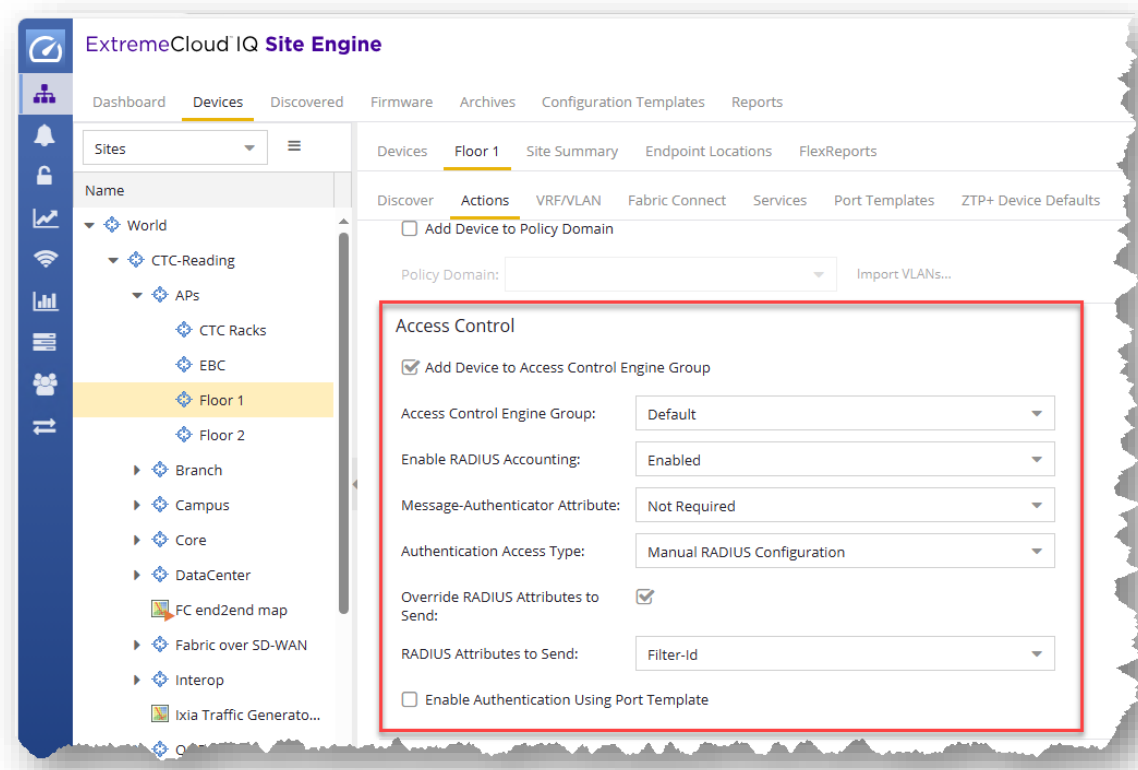 ExtremeCloud IQ Site Engine
Dashboard Devices Discovered Firmware Archives Configuration Templates Reports
Sites
Name
World
CTC-Reading
APs
CTC Racks
EBC
Floor 1
Floor 2
Branch
Campus
Core
DataCenter
FC end2end map
Fabric over SD-WAN
Interop
Ixia Traffic Generato...
Devices Floor 1 Site Summary Endpoint Locations FlexReports
Discover Actions VRF/VLAN Fabric Connect Services Port Templates ZTP+ Device Defaults
Add Device to Policy Domain
Policy Domain: Import VLANs...
Access Control
Add Device to Access Control Engine Group
Access Control Engine Group: Default
Enable RADIUS Accounting: Enabled
Message-Authenticator Attribute: Not Required
Authentication Access Type: Manual RADIUS Configuration
Override RADIUS Attributes to
Send:
RADIUS Attributes to Send: Filter-Id
Enable Authentication Using Port Template